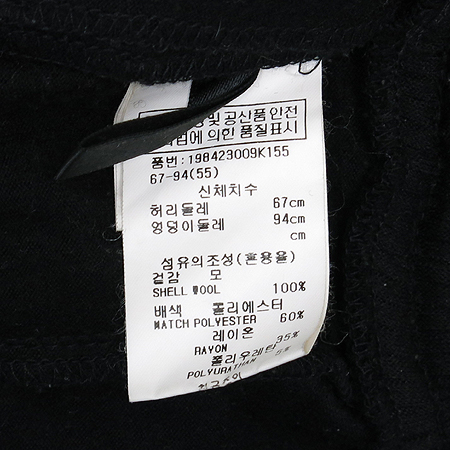 및 공산품 안전
에 의한 품질표시
품번: 198423009K155
67-94(55)
신체치수
허리둘레 67cm
엉덩이둘레 94cm
cm
섬유의조성(혼용율)
겉감 모
SHELL WOOL 100%
배색 폴리에스터
MATCH POLYESTER 60%
레이온
RAYON 35%
폴리우레탄
POLYURATHAN 5%